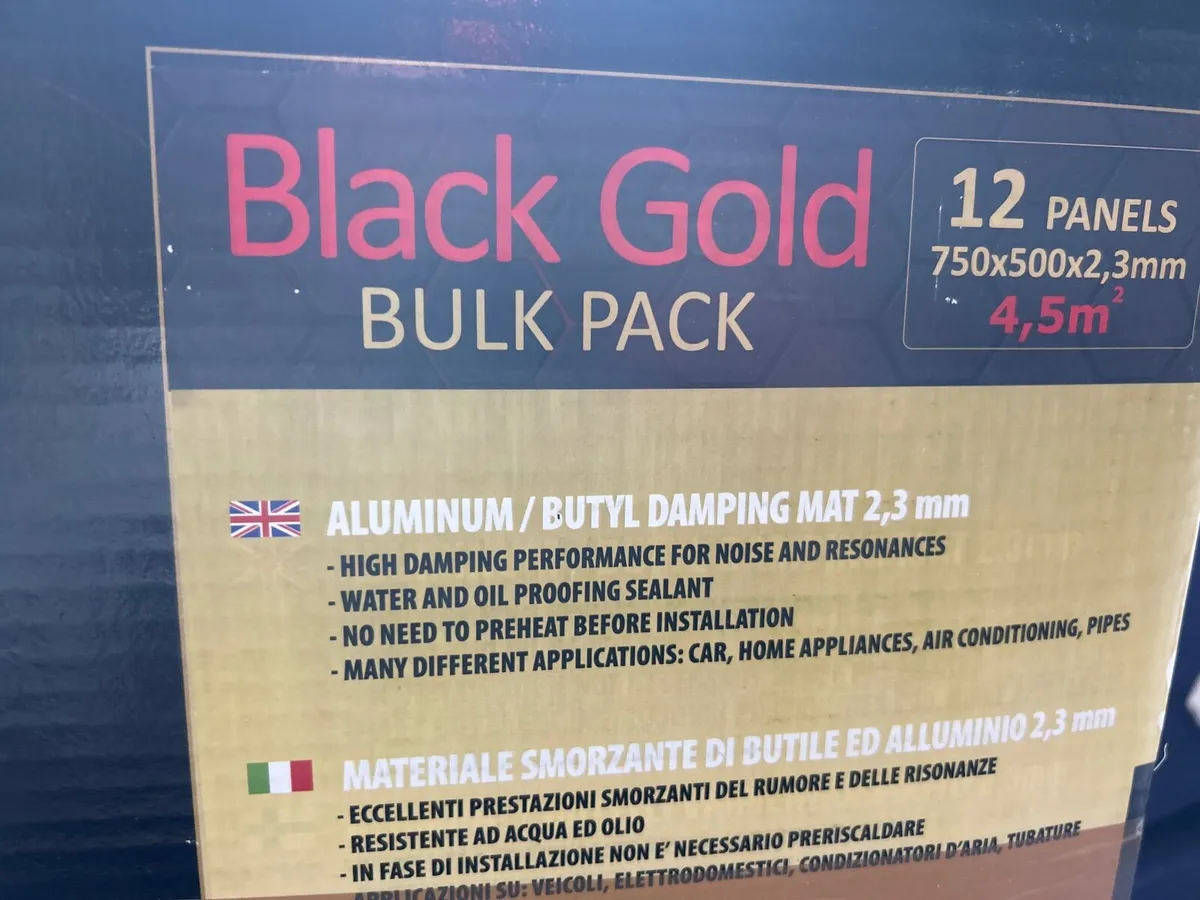 Black Gold
BULK PACK
12 PANELS
750x500x2,3mm
4,5m²
ALUMINUM / BUTYL DAMPING MAT 2,3 mm
- HIGH DAMPING PERFORMANCE FOR NOISE AND RESONANCES
- WATER AND OIL PROOFING SEALANT
- NO NEED TO PREHEAT BEFORE INSTALLATION
- MANY DIFFERENT APPLICATIONS: CAR, HOME APPLIANCES, AIR CONDITIONING, PIPES
MATERIALE SMORZANTE DI BUTILE ED ALLUMINIO 2,3 mm
- ECCELLENTI PRESTAZIONI SMORZANTI DEL RUMORE E DELLE RISONANZE
- RESISTENTE AD ACQUA ED OLIO
- IN FASE DI INSTALLAZIONE NON E' NECESSARIO PRERISCALDARE
APPLICAZIONI SU: VEICOLI, ELETTRODOMESTICI, CONDIZIONATORI D'ARIA, TUBATURE